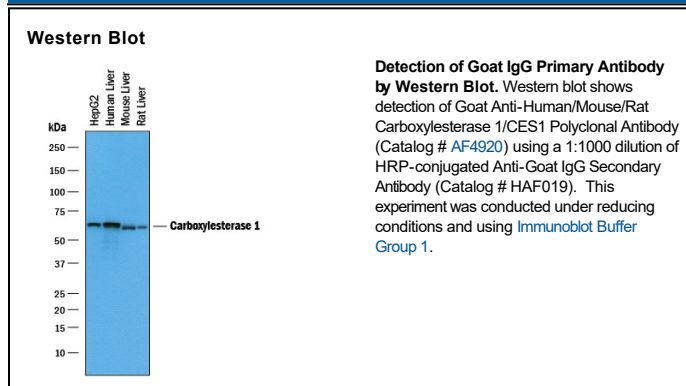 Western Blot
HepG2
Human Liver
Mouse Liver
Rat Liver
kDa
250
150
100
75
50
37
25
20
15
10
Carboxylesterase 1
Detection of Goat IgG Primary Antibody
by Western Blot. Western blot shows
detection of Goat Anti-Human/Mouse/Rat
Carboxylesterase 1/CES1 Polyclonal Antibody
(Catalog # AF4920) using a 1:1000 dilution of
HRP-conjugated Anti-Goat IgG Secondary
Antibody (Catalog # HAF019). This
experiment was conducted under reducing
conditions and using Immunoblot Buffer
Group 1.